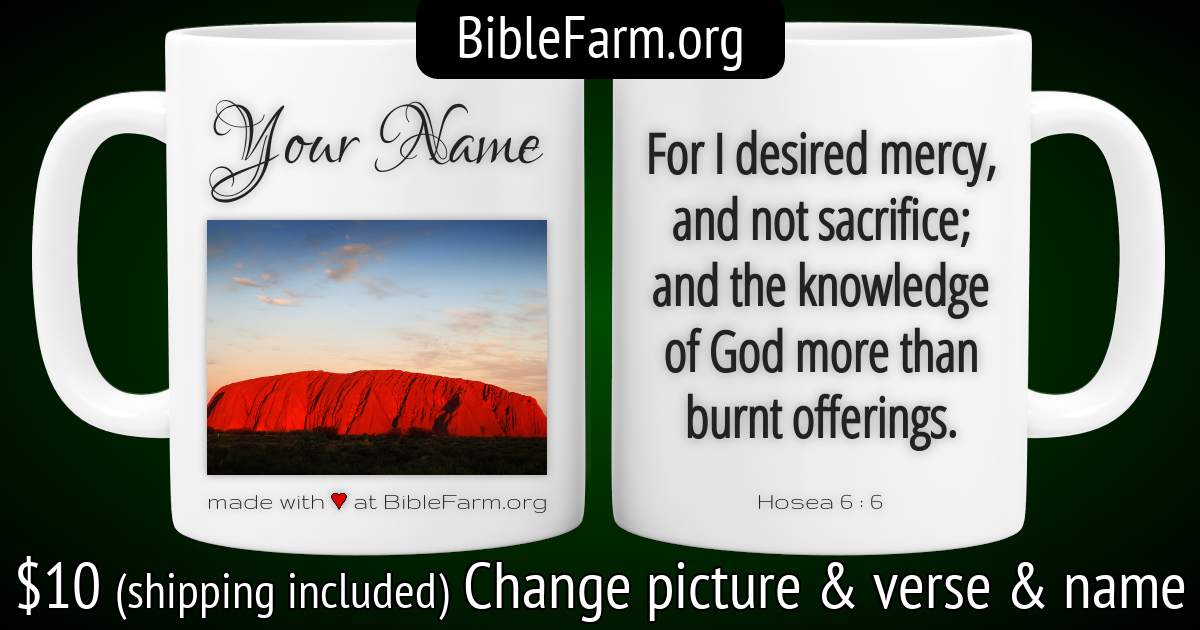 BibleFarm.org
Your Name
made with ♥ at BibleFarm.org
For I desired mercy,
and not sacrifice;
and the knowledge
of God more than
burnt offerings.
Hosea 6 : 6
$10 (shipping included) Change picture & verse & name